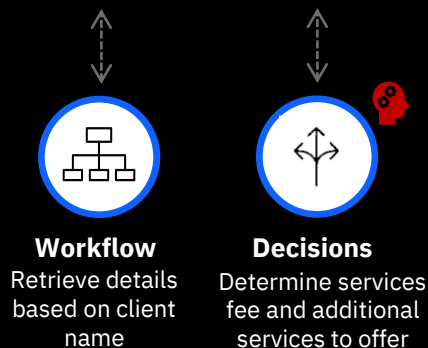 Workflow
Retrieve details
based on client
name
Decisions
Determine services
fee and additional
services to offer